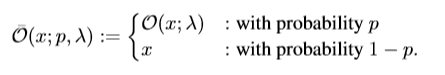 Ō(x; p, λ) := { O(x; λ) : with probability p
x : with probability 1 − p.